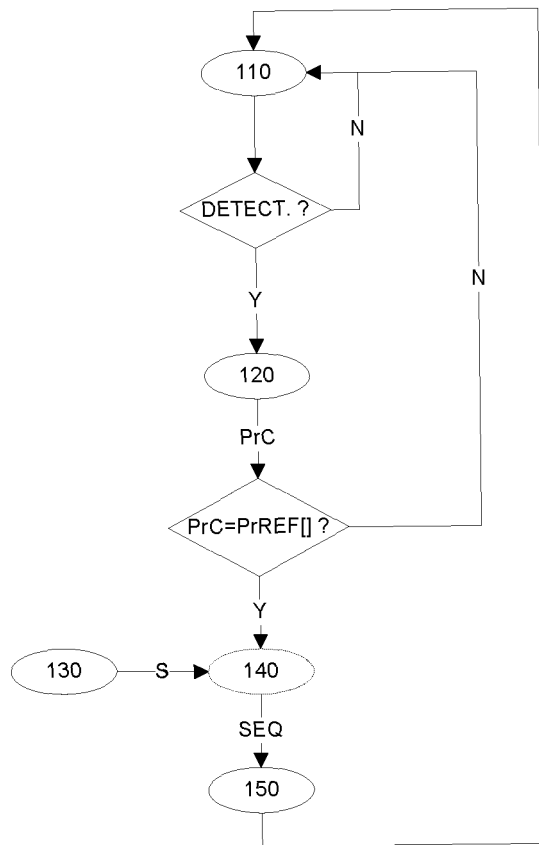 110
N
DETECT. ?
N
Y
120
PrC
PrC=PrREF[] ?
Y
130
S
140
SEQ
150